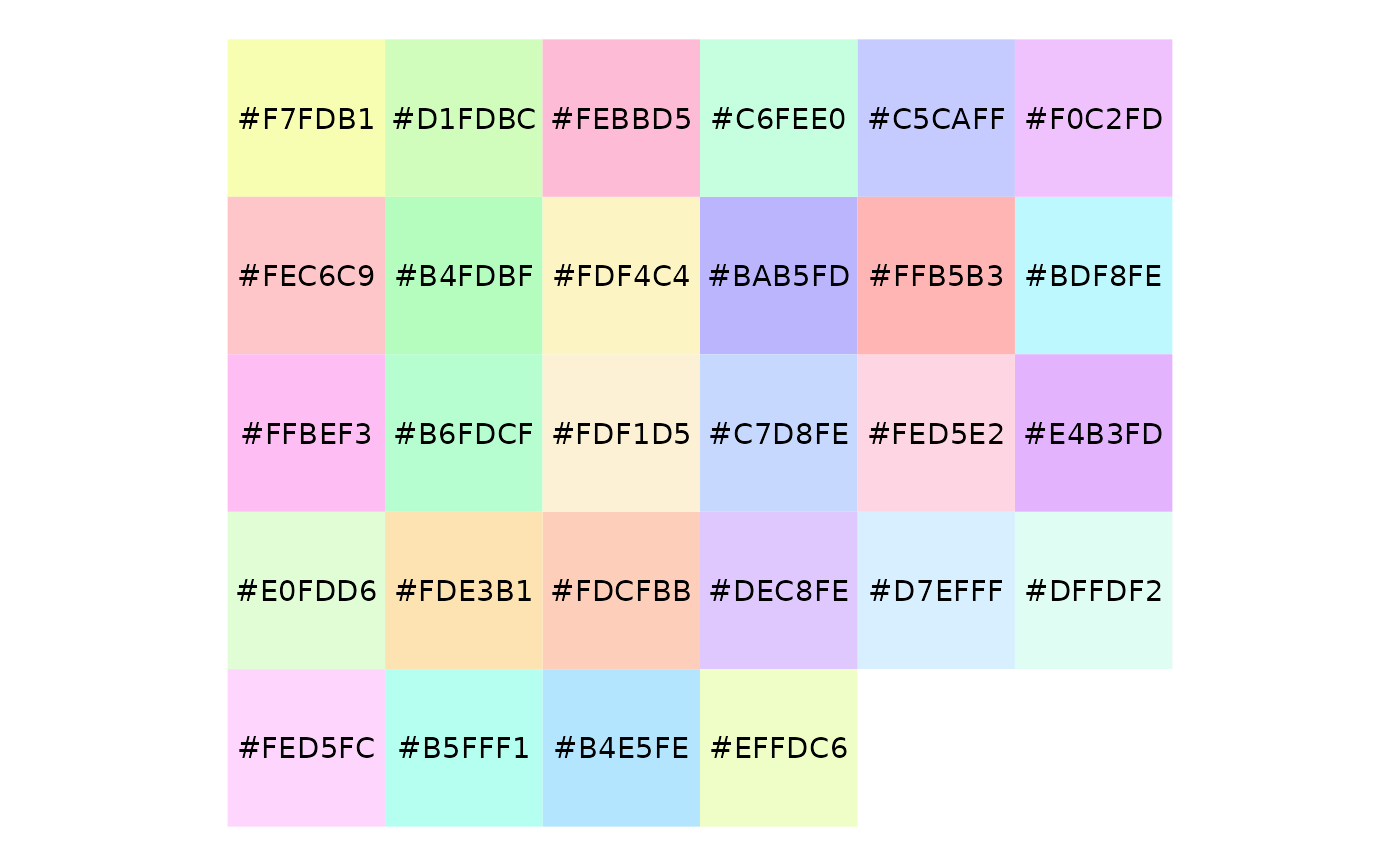 #F7FDB1 #D1FDBC #FEBBD5 #C6FEE0 #C5CAFF #F0C2FD
#FEC6C9 #B4FDBF #FDF4C4 #BAB5FD #FFB5B3 #BDF8FE
#FFBEF3 #B6FDCF #FDF1D5 #C7D8FE #FED5E2 #E4B3FD
#E0FDD6 #FDE3B1 #FDCFBB #DEC8FE #D7EFFF #DFFDF2
#FED5FC #B5FFF1 #B4E5FE #EFFDC6